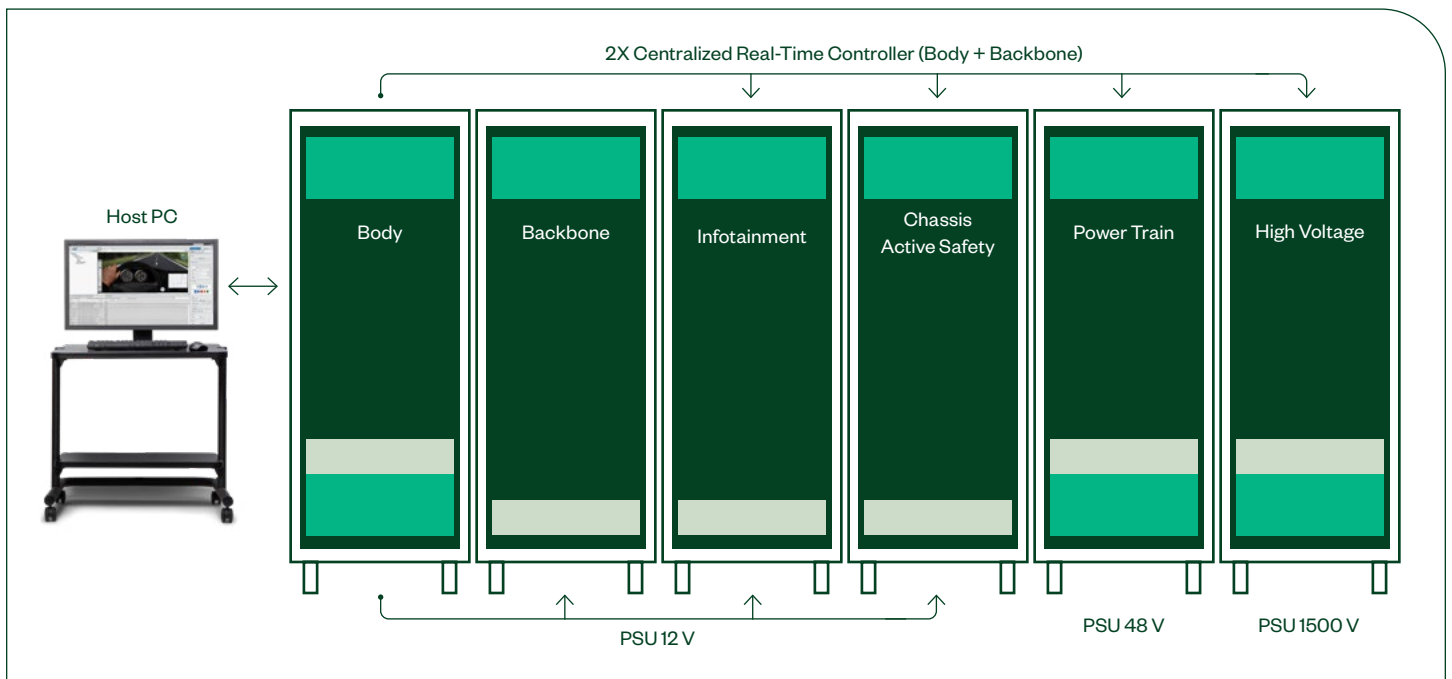 2X Centralized Real-Time Controller (Body + Backbone)
Host PC
Body
Backbone
Infotainment
Chassis
Active Safety
Power Train
High Voltage
PSU 12 V
PSU 48 V
PSU 1500 V